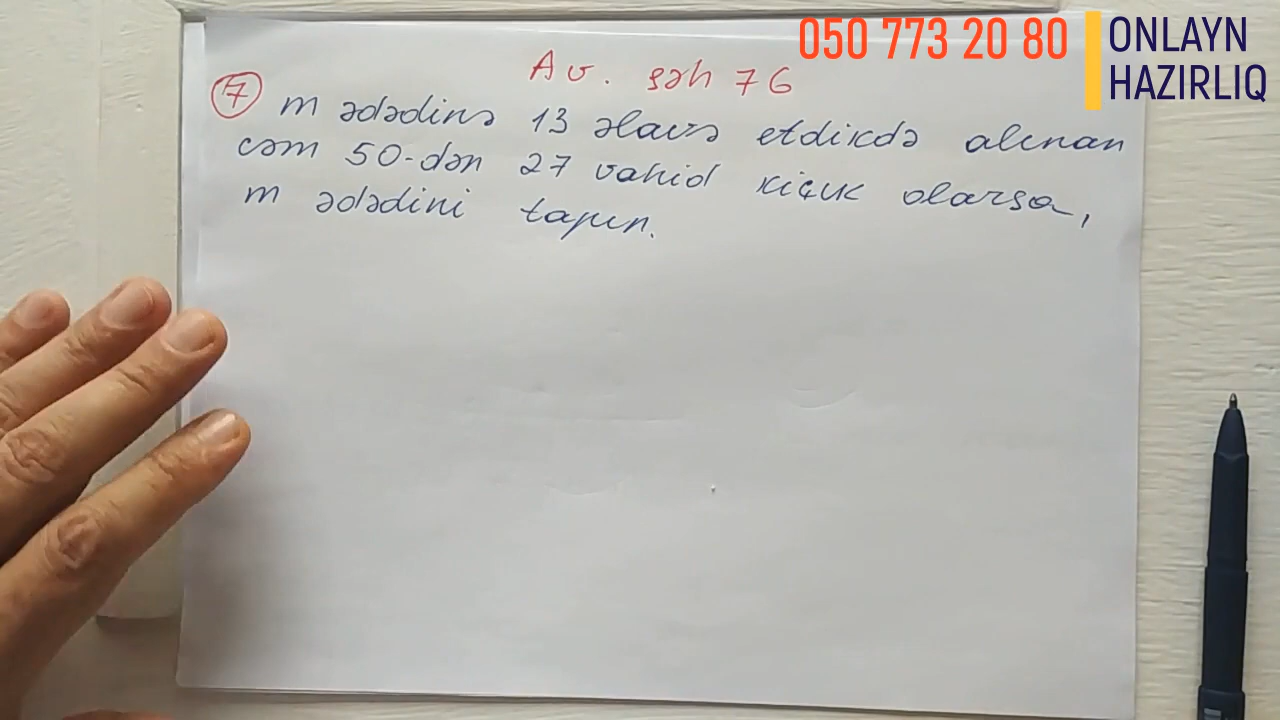 050 773 20 80
ONLAYN
HAZIRLIQ
Av. səh 76
7 m ədədinə 13 əlavə etdikdə alınan
cəm 50-dən 27 vahid kiçik olarsa,
m ədədini tapın.